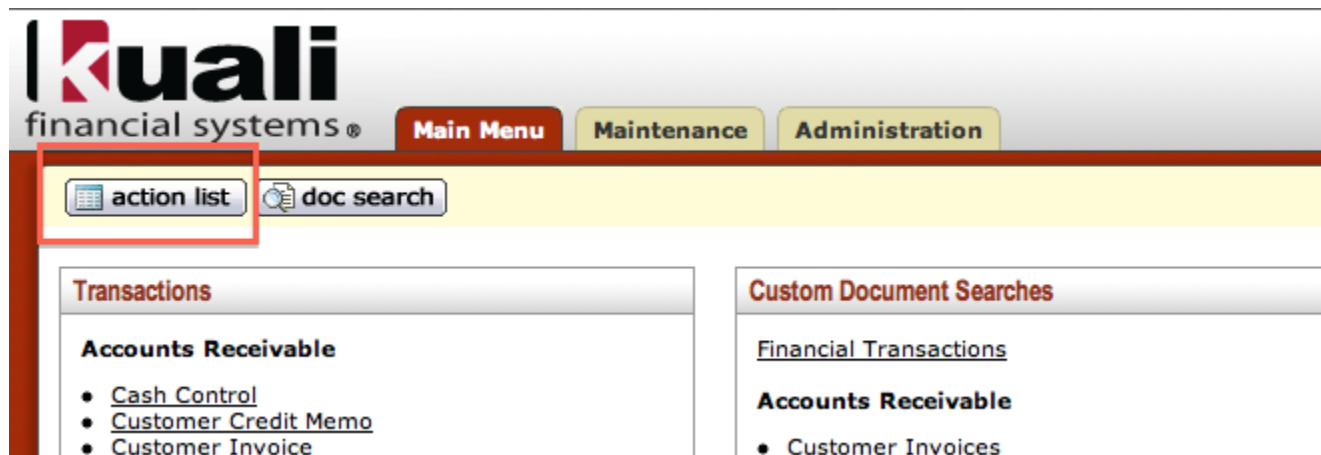 kuali
financial systems ®
Main Menu Maintenance Administration
action list doc search
Transactions
Accounts Receivable
• Cash Control
• Customer Credit Memo
• Customer Invoice
Custom Document Searches
Financial Transactions
Accounts Receivable
• Customer Invoices